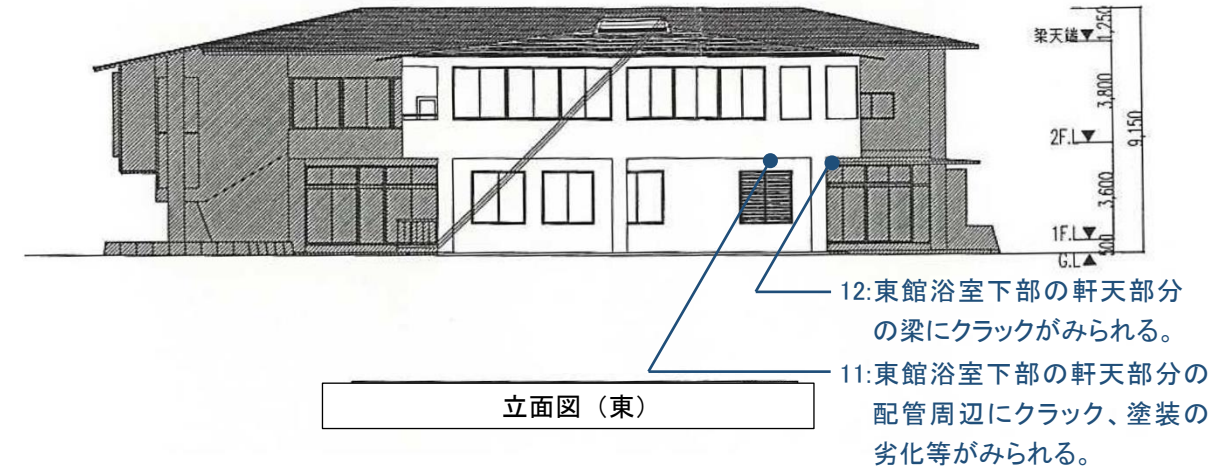 1,250
梁天端▼
3,800
2F.L▼
9,150
3,600
1F.L▼
500
G.L▲
12:東館浴室下部の軒天部分
の梁にクラックがみられる。
11:東館浴室下部の軒天部分の
配管周辺にクラック、塗装の
劣化等がみられる。
立面図（東）